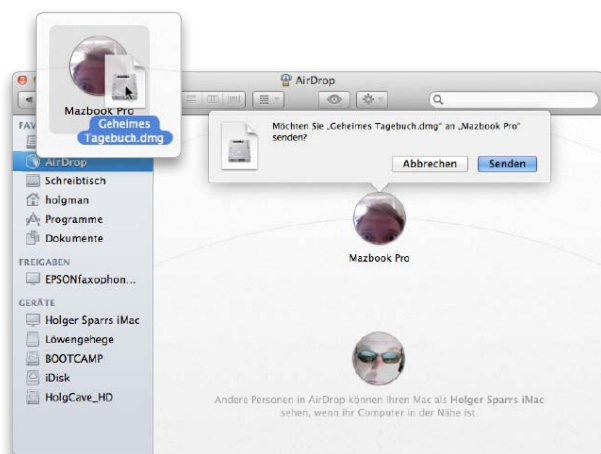 Mazbook Pro
Geheimes
Tagebuch.dmg
AirDrop
Möchten Sie „Geheimes Tagebuch.dmg“ an „Mazbook Pro“
senden?
Abbrechen
Senden
FAV
AirDrop
Schreibtisch
holgman
Programme
Dokumente
FREIGABEN
EPSONfaxophon...
GERÄTE
Holger Sparrs iMac
Löwengehege
BOOTCAMP
iDisk
HolgCave_HD
Mazbook Pro
Andere Personen in AirDrop können Ihren Mac als Holger Sparrs iMac
sehen, wenn ihr Computer in der Nähe ist.